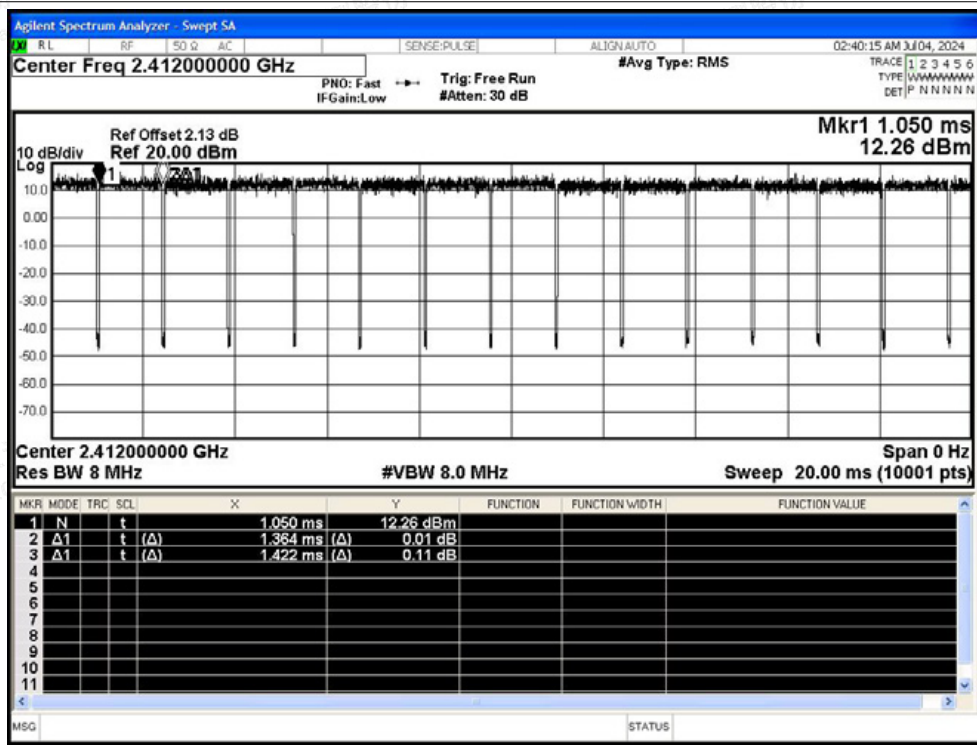 Agilent Spectrum Analyzer - Swept SA
RL RF 50 Ω AC SENSE:PULSE ALIGN AUTO 02:40:15 AM Jul 04, 2024
Center Freq 2.412000000 GHz #Avg Type: RMS TRACE 1 2 3 4 5 6
PNO: Fast Trig: Free Run TYPE WWWWWW
IFGain:Low #Atten: 30 dB DET P N N N N N
Ref Offset 2.13 dB Mkr1 1.050 ms
10 dB/div Ref 20.00 dBm 12.26 dBm
Log
1 2Δ1
10.0
0.00
-10.0
-20.0
-30.0
-40.0
-50.0
-60.0
-70.0
Center 2.412000000 GHz Span 0 Hz
Res BW 8 MHz #VBW 8.0 MHz Sweep 20.00 ms (10001 pts)
MKR MODE TRC SCL X Y FUNCTION FUNCTION WIDTH FUNCTION VALUE
1 N t 1.050 ms 12.26 dBm
2 Δ1 t (Δ) 1.364 ms (Δ) 0.01 dB
3 Δ1 t (Δ) 1.422 ms (Δ) 0.11 dB
4
5
6
7
8
9
10
11
MSG STATUS